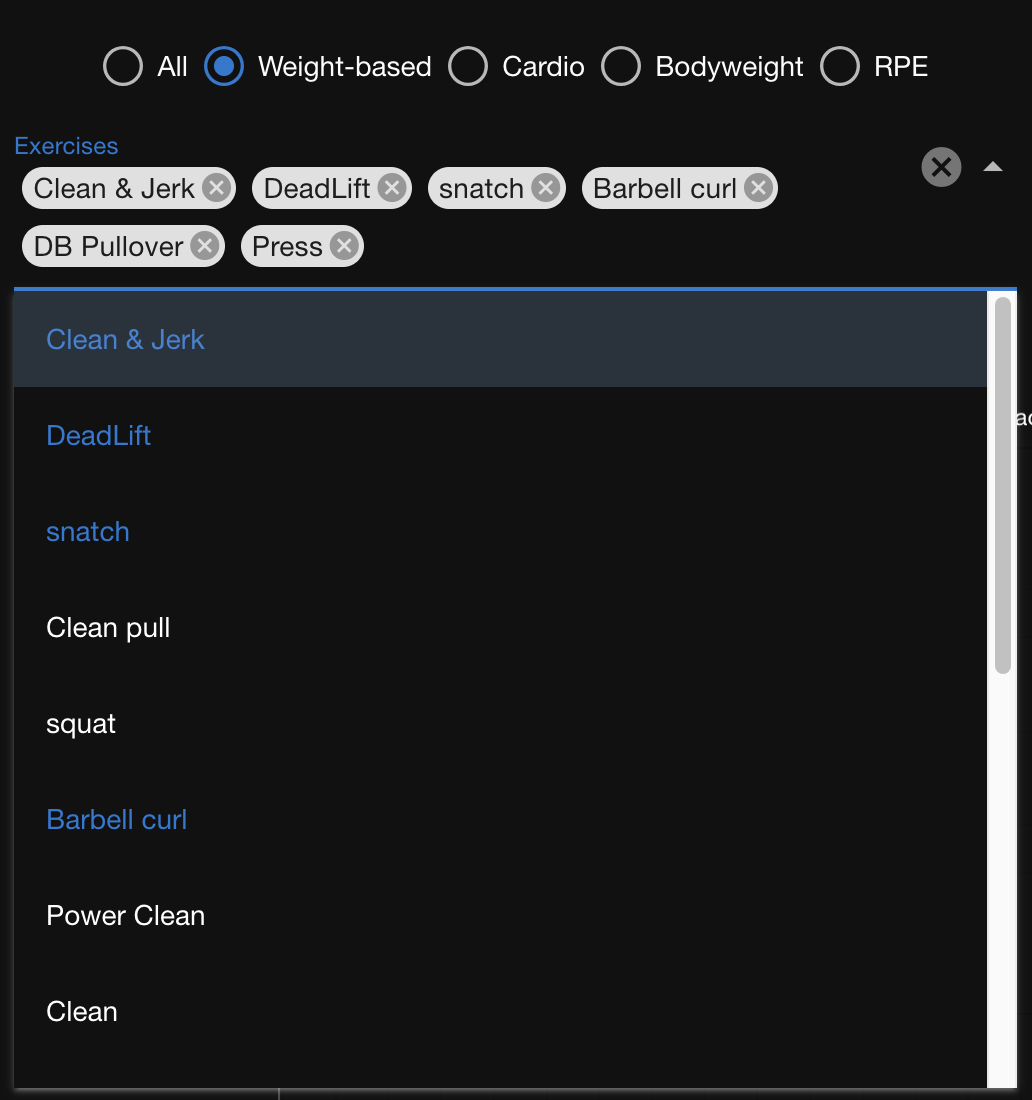 All Weight-based Cardio Bodyweight RPE
Exercises
Clean & Jerk DeadLift snatch Barbell curl
DB Pullover Press
Clean & Jerk
DeadLift
snatch
Clean pull
squat
Barbell curl
Power Clean
Clean